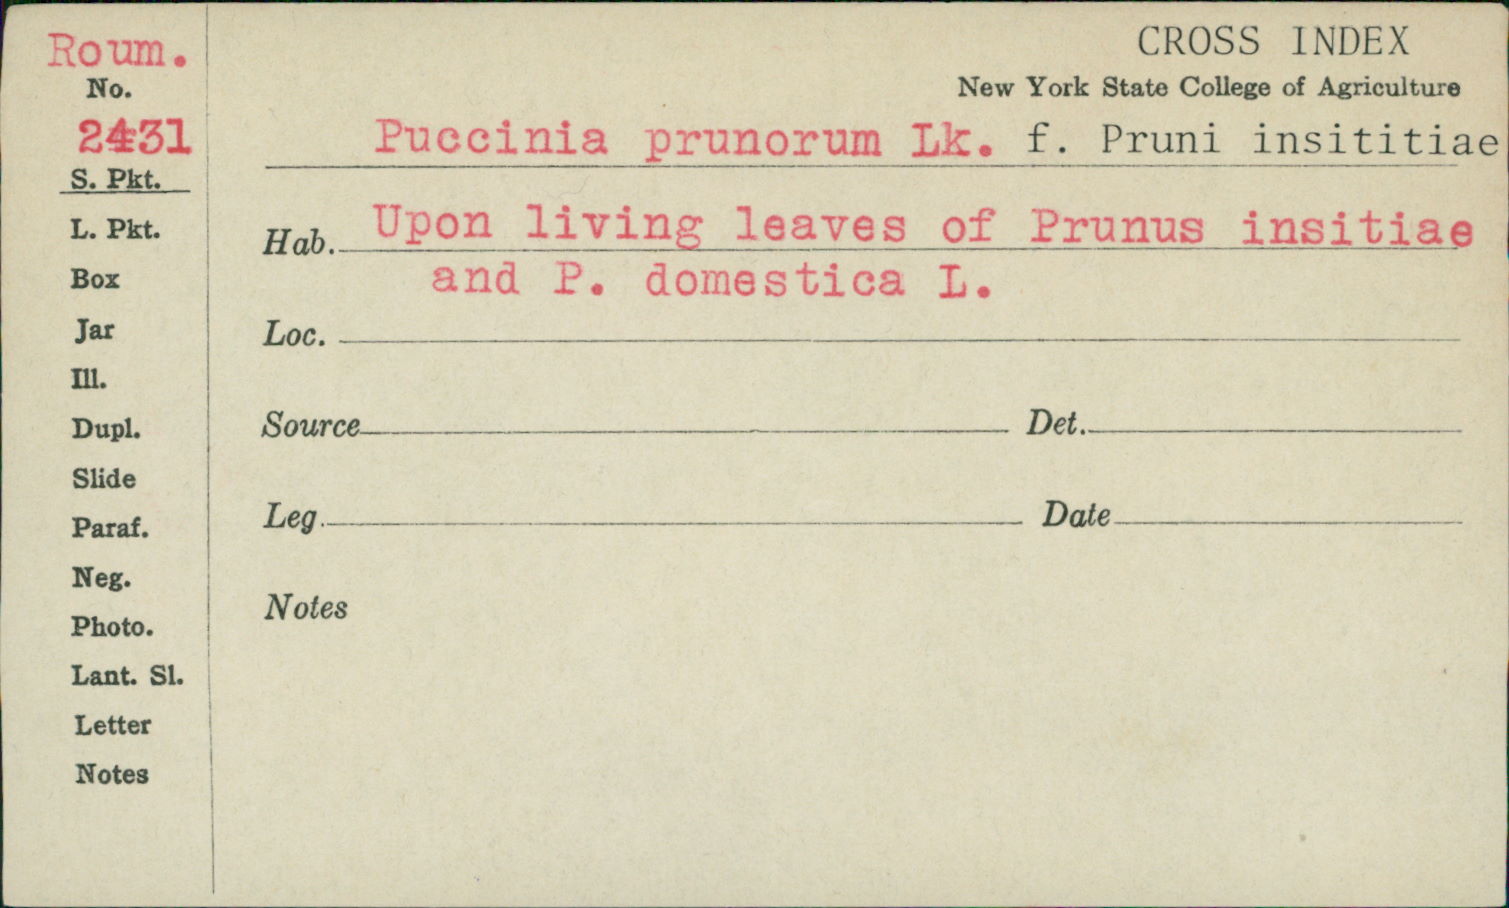 Roum.
No.
2431
S. Pkt.
L. Pkt.
Box
Jar
Ill.
Dupl.
Slide
Paraf.
Neg.
Photo.
Lant. Sl.
Letter
Notes
CROSS INDEX
New York State College of Agriculture
Puccinia prunorum Lk. f. Pruni insititiae
Hab. Upon living leaves of Prunus insitiae
and P. domestica L.
Loc.
Source Det.
Leg. Date
Notes